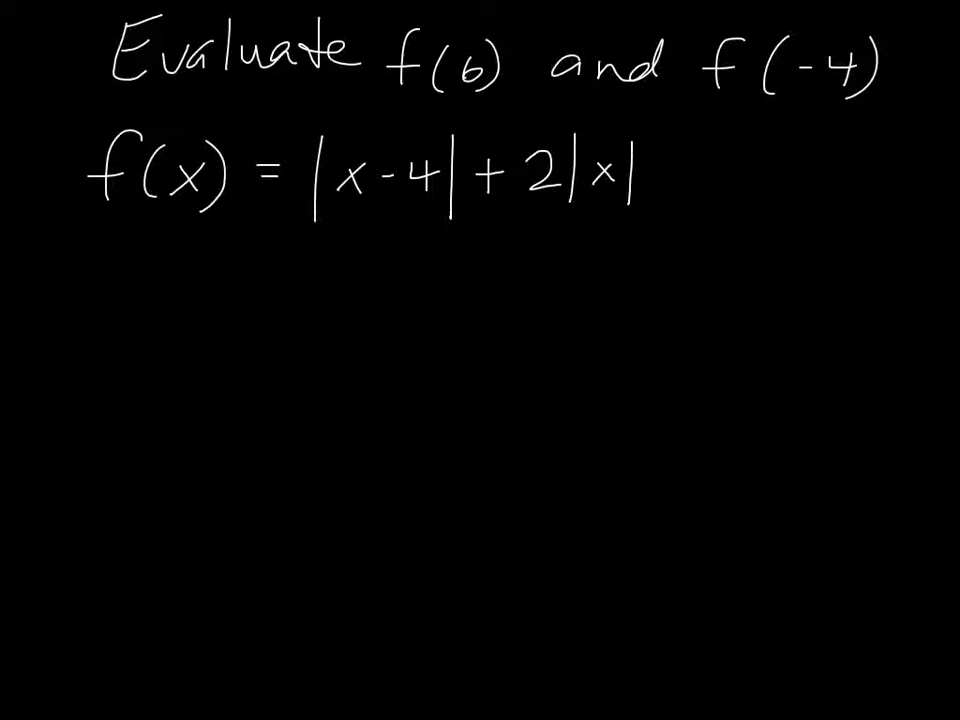 Evaluate f(6) and f(-4)
f(x) = |x-4| + 2|x|